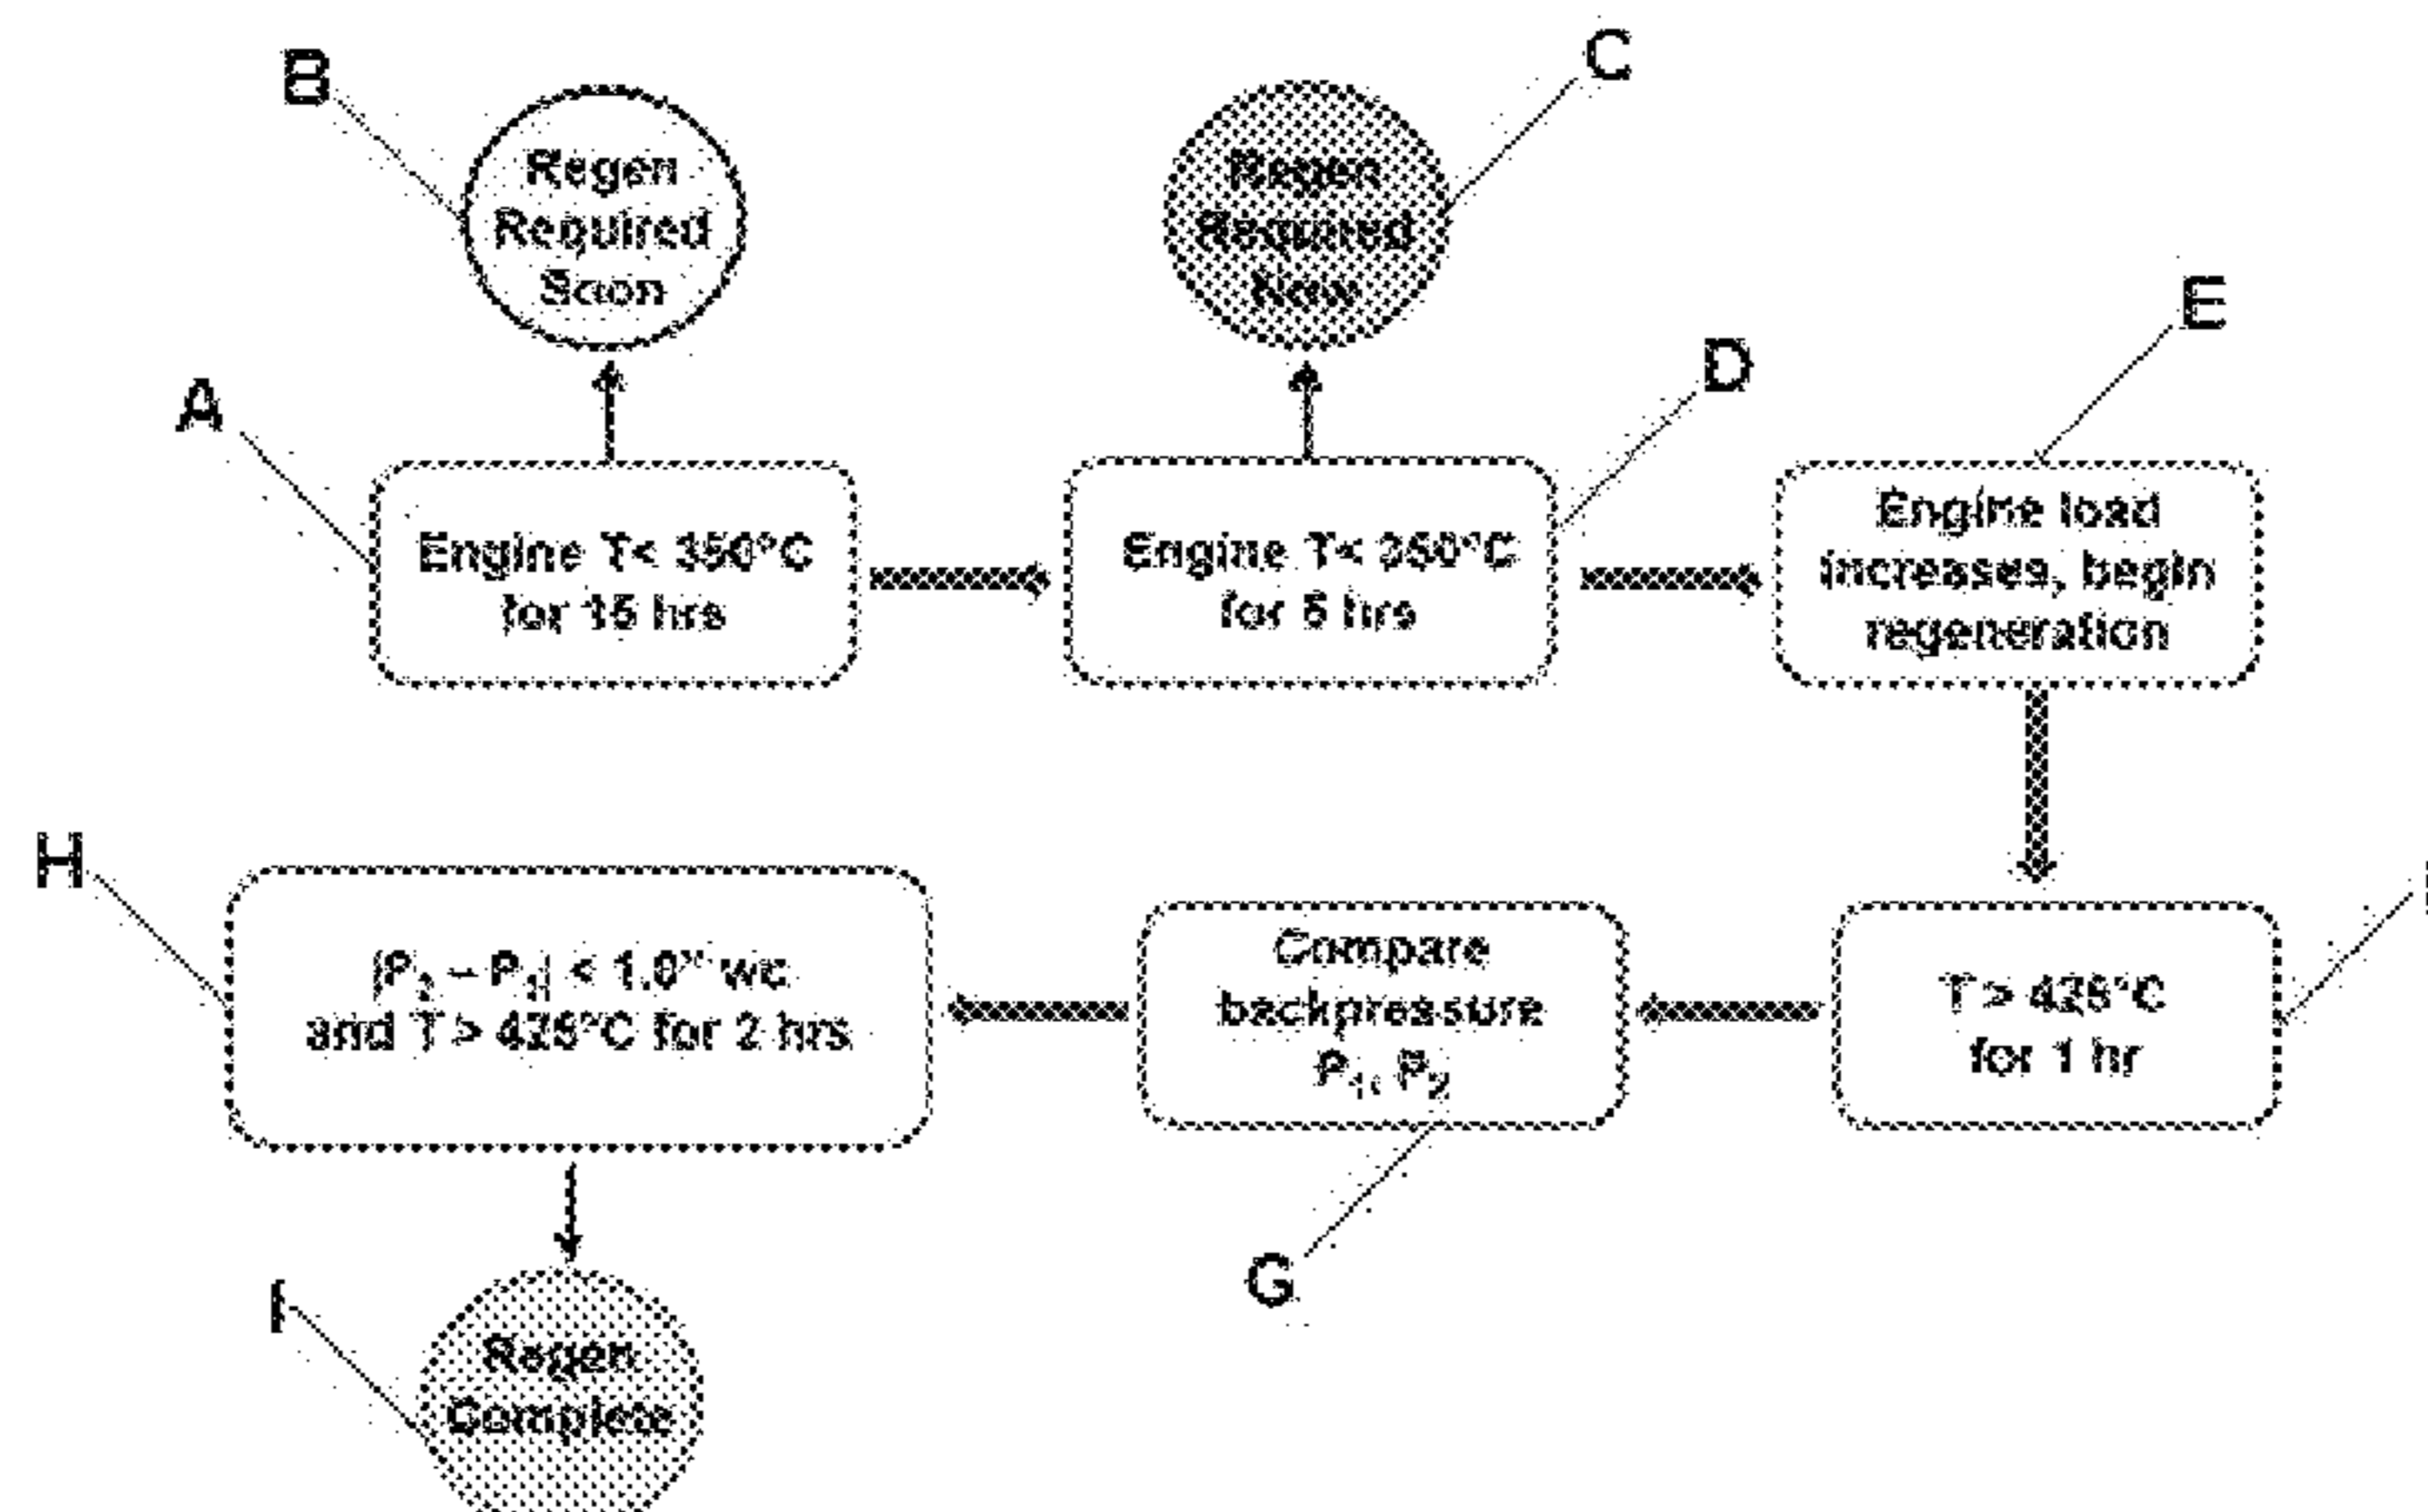 B
Regen
Required
Soon
C
Regen
Required
Now
E
D
A
Engine T< 350°C
for 15 hrs
Engine T< 350°C
for 5 hrs
Engine load
increases, begin
regeneration
H
|P₂ – P₁| < 1.0" wc
and T > 425°C for 2 hrs
Compare
backpressure
P₁, P₂
T > 425°C
for 1 hr
G
I
Regen
Complete